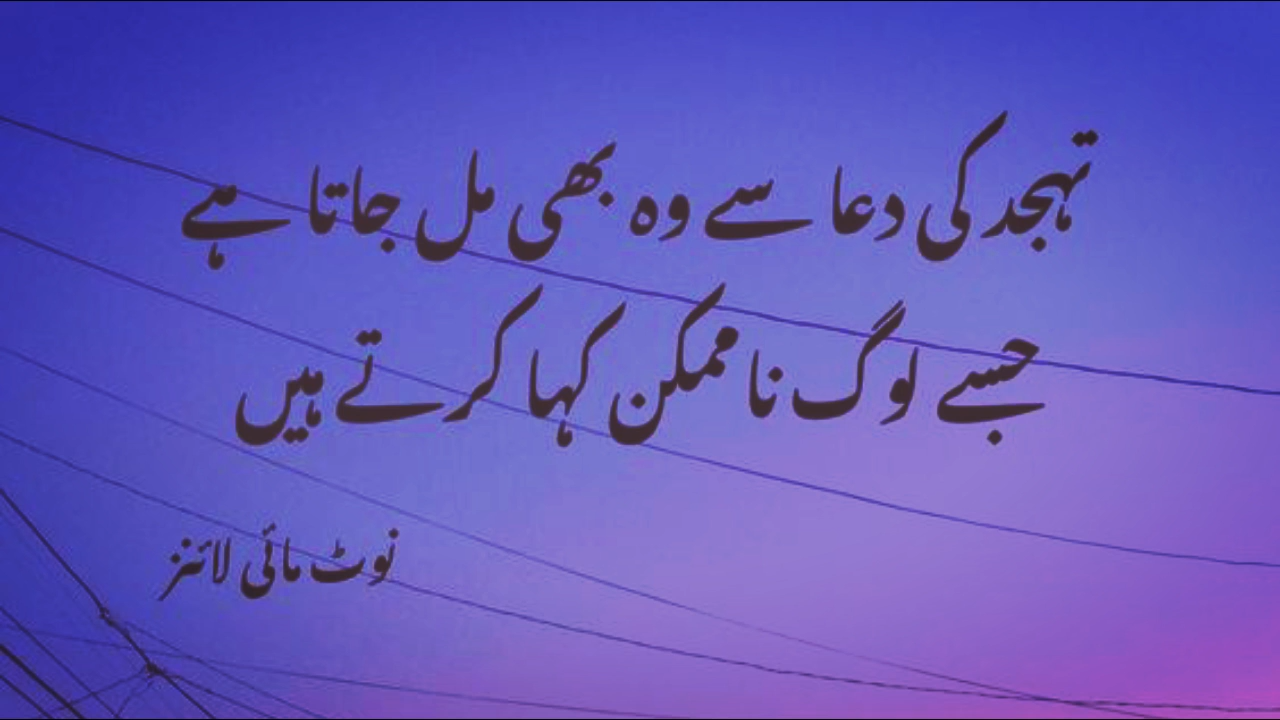 تہجد کی دعا سے وہ بھی مل جاتا ہے
جسے لوگ ناممکن کہا کرتے ہیں
نوٹ مائی لائنز